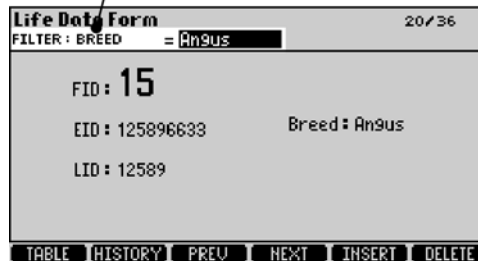 Life Data Form 20/36
FILTER : BREED = Angus
FID : 15
EID : 125896633 Breed : Angus
LID : 12589
TABLE HISTORY PREV NEXT INSERT DELETE